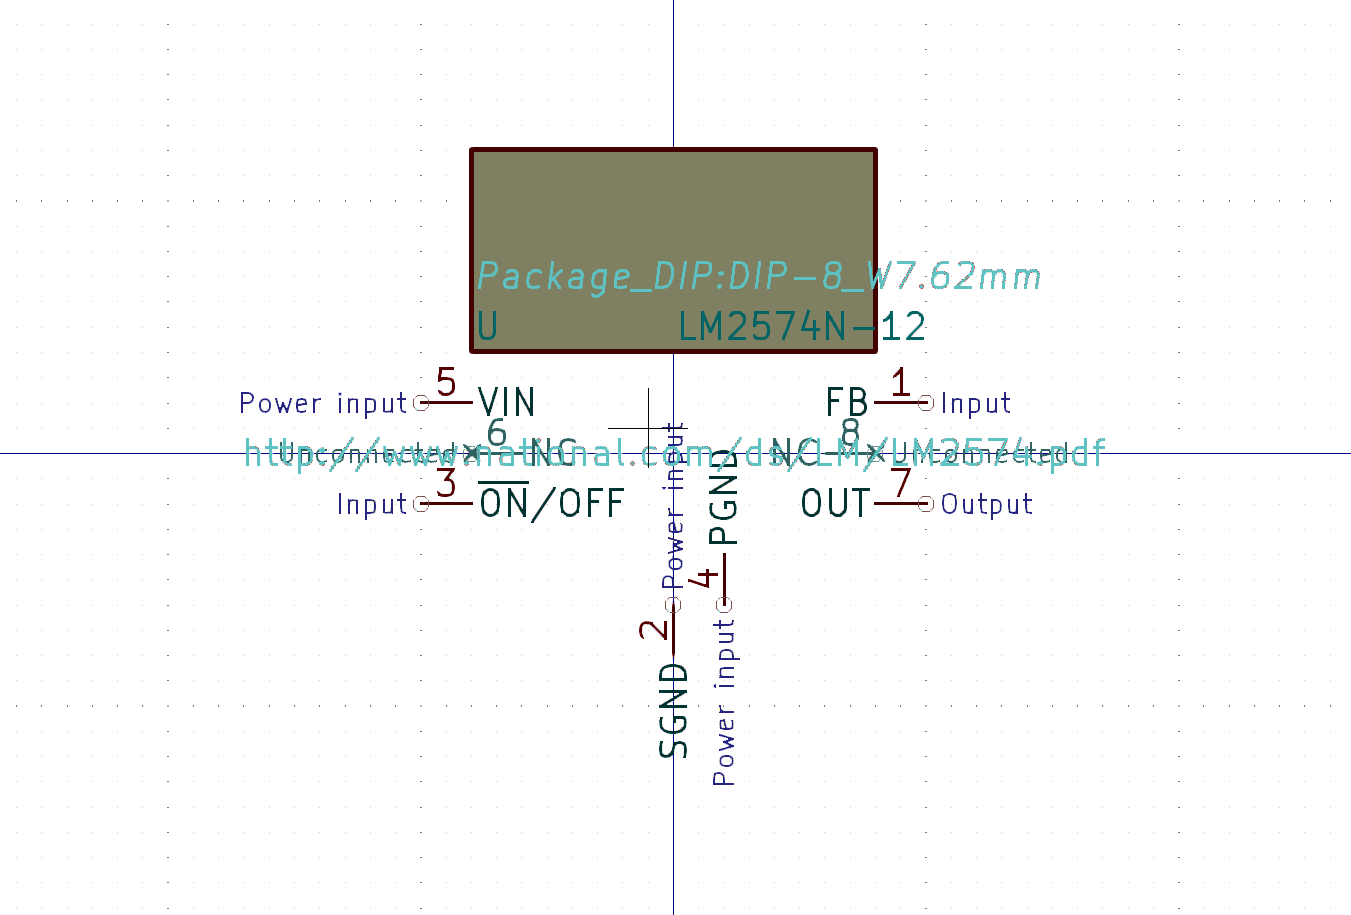 Package_DIP:DIP-8_W7.62mm
U LM2574N-12
Power input 5 VIN FB 1 Input
6 8
Unconnected NC NC Unconnected
http://www.national.com/ds/LM/LM2574.pdf
Input 3 ON/OFF OUT 7 Output
Power input
PGND
4
2
SGND
Power input